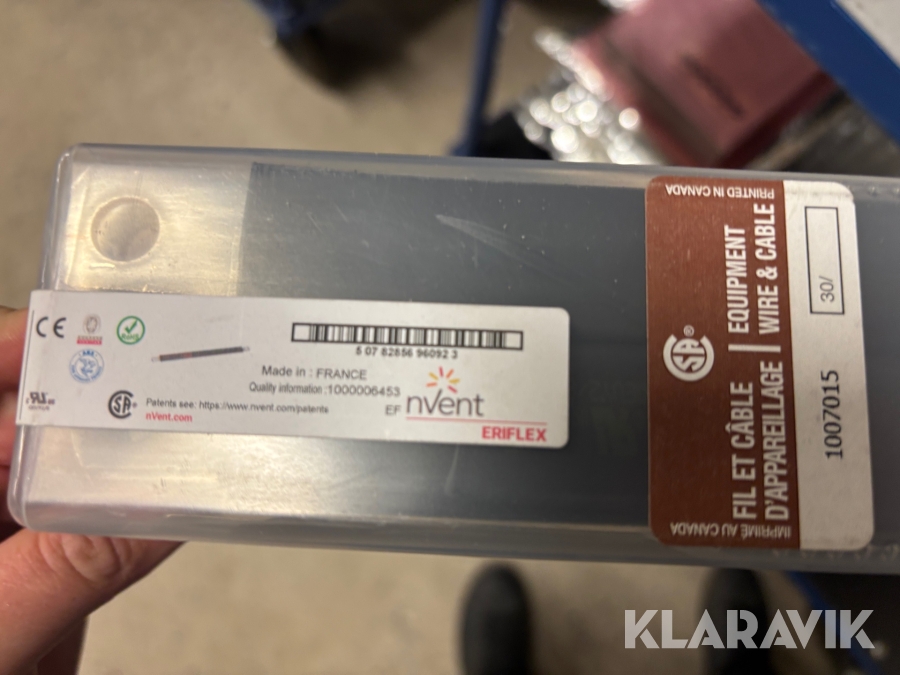 CE
5 07 82856 96092 3
Made in : FRANCE
Quality information :1000006453
Patents see: https://www.nvent.com/patents
nVent.com
EF nVent
ERIFLEX
SA®
PRINTED IN CANADA
EQUIPMENT
WIRE & CABLE
FIL ET CÂBLE
D'APPAREILLAGE
IMPRIMÉ AU CANADA
30/
1007015
KLARAVIK